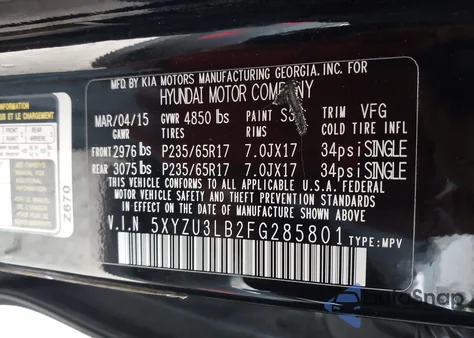 INFORMATION
Z670
MFD. BY KIA MOTORS MANUFACTURING GEORGIA. INC. FOR
HYUNDAI MOTOR COMPANY
MAR/04/15 GVWR 4850 lbs PAINT TRIM VFG
GAWR TIRES RIMS COLD TIRE INFL
FRONT 2976 lbs P235/65R17 7.0JX17 34psi SINGLE
REAR 3075 lbs P235/65R17 7.0JX17 34psi SINGLE
THIS VEHICLE CONFORMS TO ALL APPLICABLE U.S.A. FEDERAL
MOTOR VEHICLE SAFETY STANDARDS IN
EFFECT ON THE DATE OF MANUFACTURE SHOWN ABOVE.
V.I.N 5XYZU3LB2FG285801 TYPE:MPV
AutoSnap